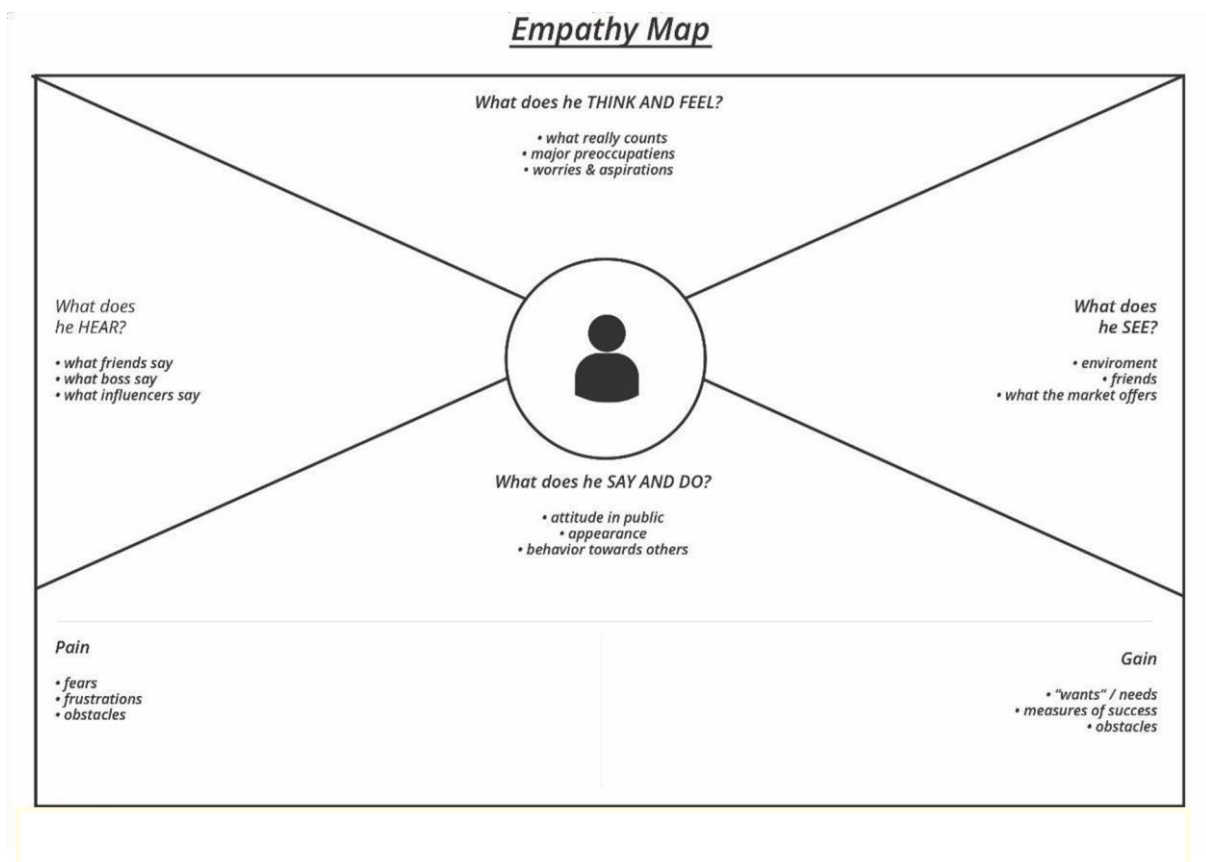 Empathy Map
What does he THINK AND FEEL?
• what really counts
• major preoccupatiens
• worries & aspirations
What does
he HEAR?
• what friends say
• what boss say
• what influencers say
What does
he SEE?
• enviroment
• friends
• what the market offers
What does he SAY AND DO?
• attitude in public
• appearance
• behavior towards others
Pain
• fears
• frustrations
• obstacles
Gain
• “wants” / needs
• measures of success
• obstacles